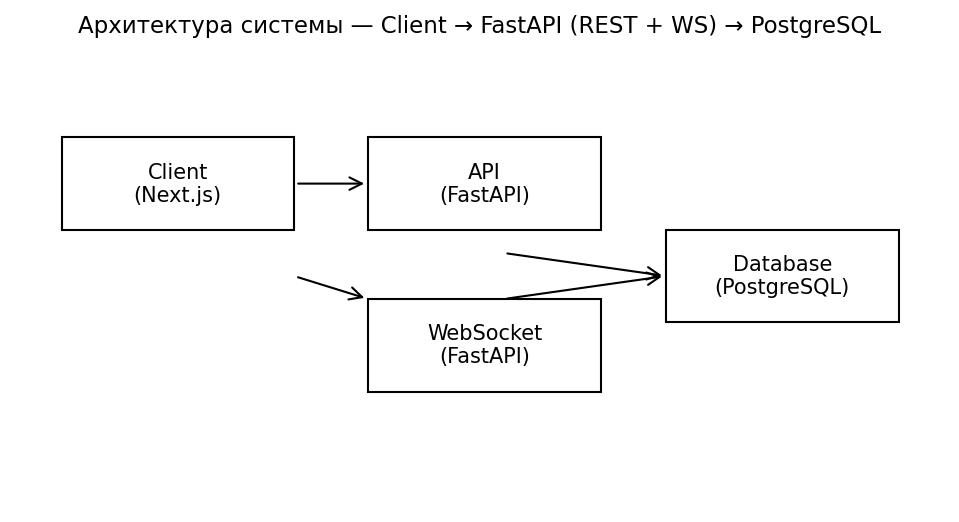 Архитектура системы — Client → FastAPI (REST + WS) → PostgreSQL
Client
(Next.js)
API
(FastAPI)
Database
(PostgreSQL)
WebSocket
(FastAPI)